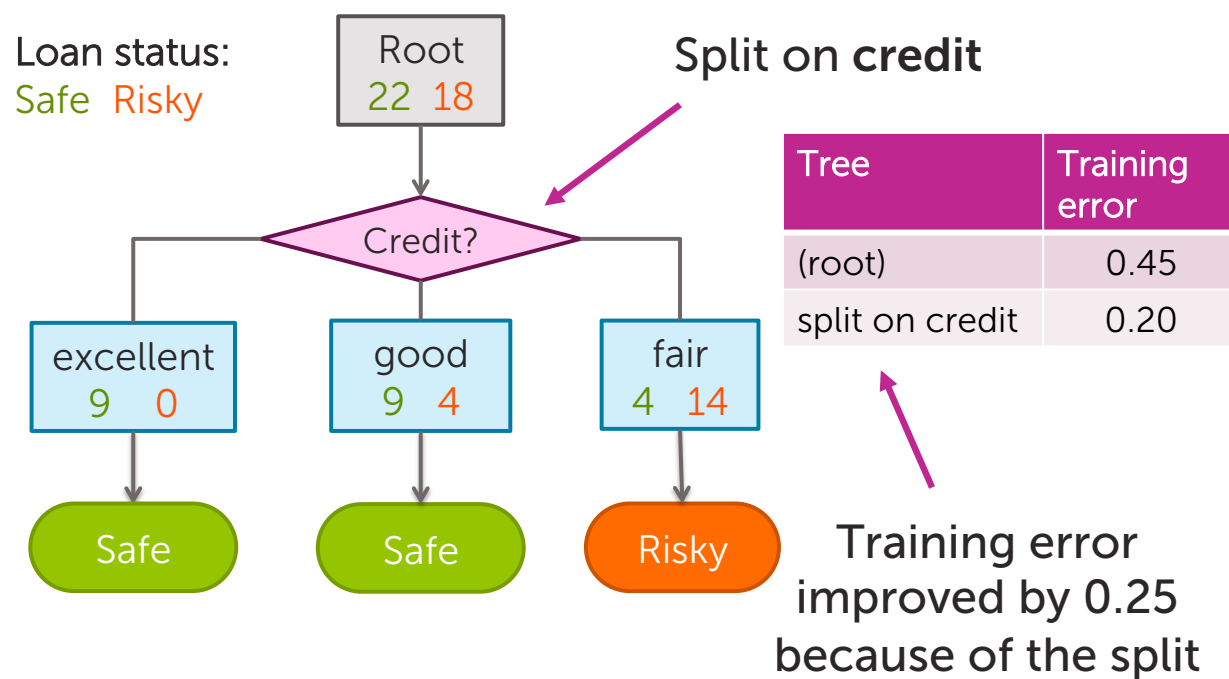 Loan status:
Safe Risky
Root
22 18
Split on credit
Credit?
excellent
9 0
good
9 4
fair
4 14
Safe
Safe
Risky
Tree
Training
error
(root)
0.45
split on credit
0.20
Training error
improved by 0.25
because of the split